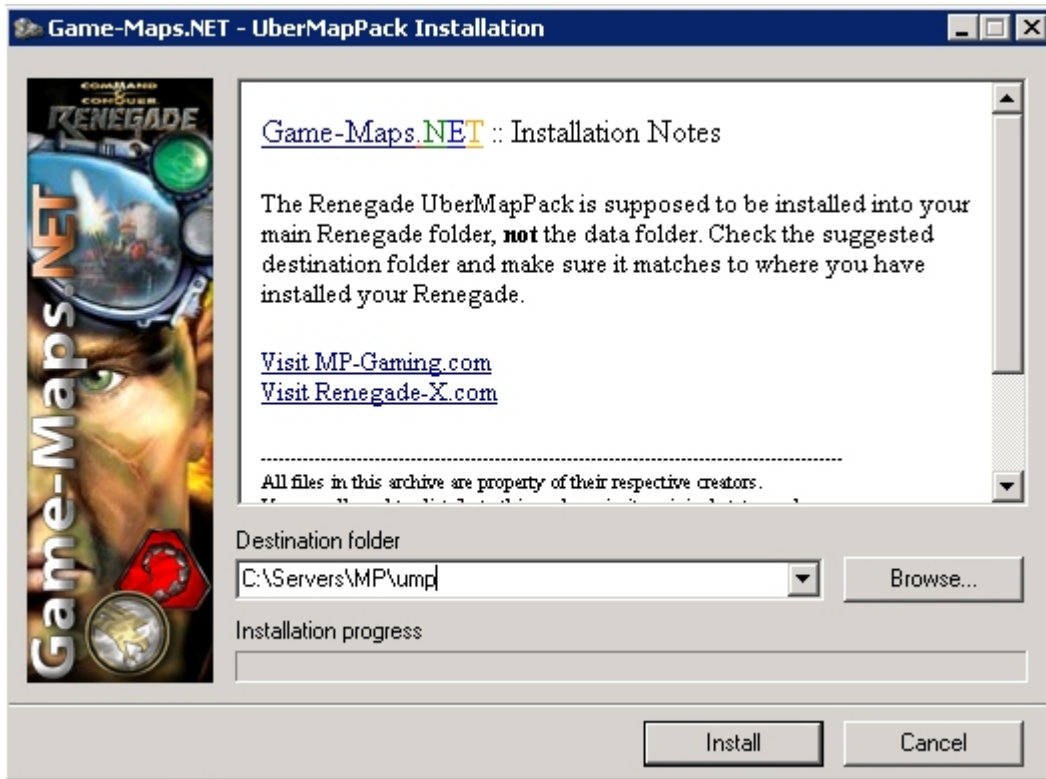 Game-Maps.NET - UberMapPack Installation
COMMAND
&
CONQUER
RENEGADE
Game-Maps.NET
Game-Maps.NET :: Installation Notes
The Renegade UberMapPack is supposed to be installed into your
main Renegade folder, not the data folder. Check the suggested
destination folder and make sure it matches to where you have
installed your Renegade.
Visit MP-Gaming.com
Visit Renegade-X.com
All files in this archive are property of their respective creators.
Destination folder
C:\Servers\MP\ump
Browse...
Installation progress
Install
Cancel